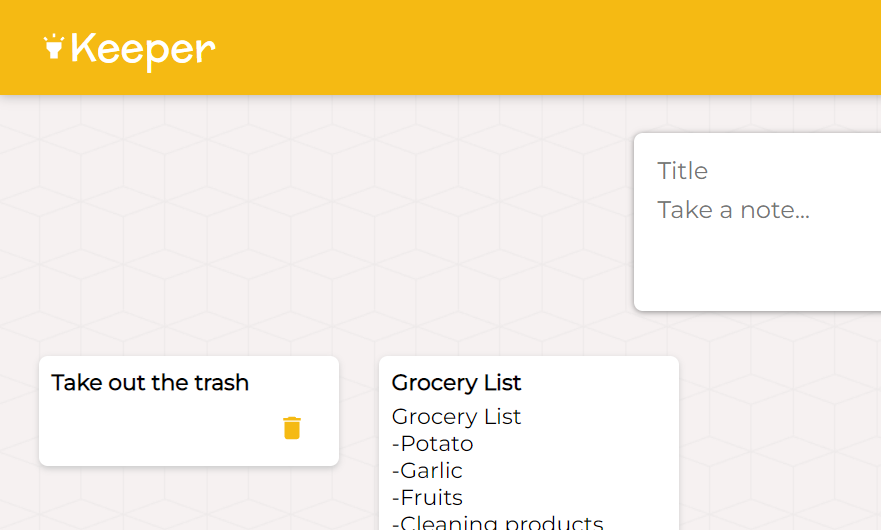 Keeper
Title
Take a note...
Take out the trash
Grocery List
Grocery List
-Potato
-Garlic
-Fruits
-Cleaning products